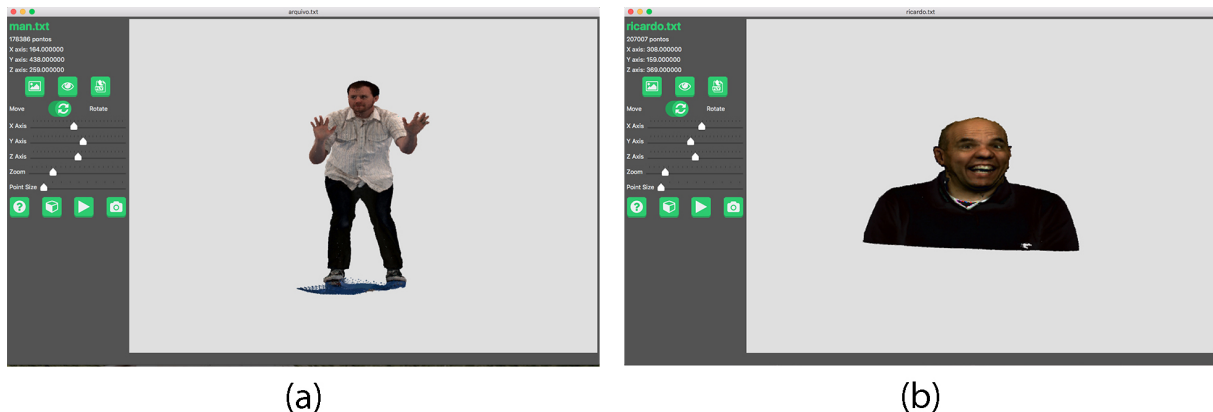 arquivo.txt
man.txt
178386 pontos
X axis: 164.000000
Y axis: 438.000000
Z axis: 259.000000
Move Rotate
X Axis
Y Axis
Z Axis
Zoom
Point Size
(a)
ricardo.txt
ricardo.txt
207007 pontos
X axis: 308.000000
Y axis: 159.000000
Z axis: 369.000000
Move Rotate
X Axis
Y Axis
Z Axis
Zoom
Point Size
(b)